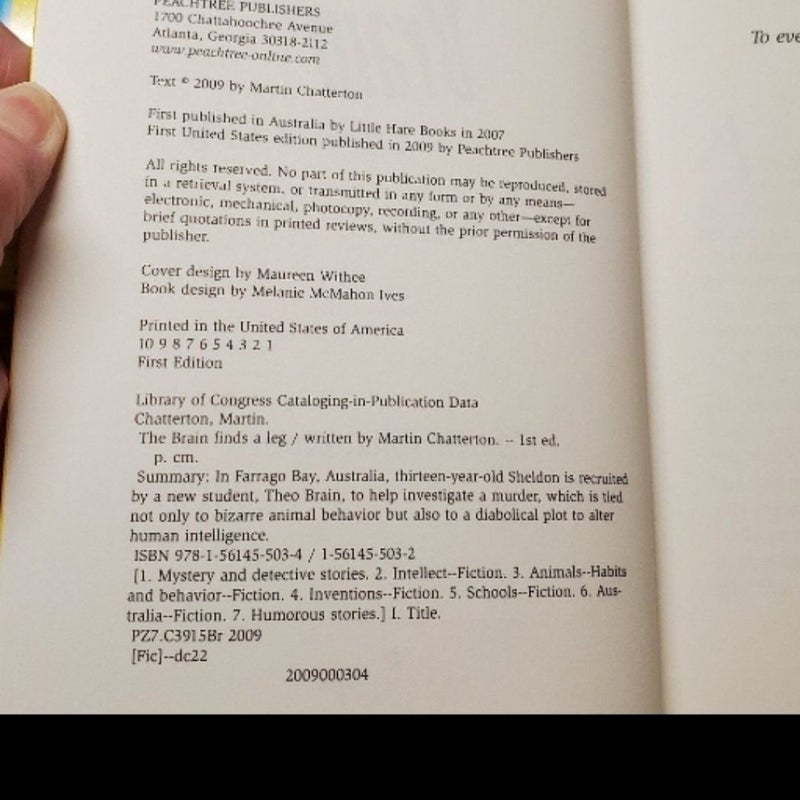 PEACHTREE PUBLISHERS
1700 Chattahoochee Avenue
Atlanta, Georgia 30318-2112
www.peachtree-online.com
Text © 2009 by Martin Chatterton
First published in Australia by Little Hare Books in 2007
First United States edition published in 2009 by Peachtree Publishers
All rights reserved. No part of this publication may be reproduced, stored
in a retrieval system, or transmitted in any form or by any means—
electronic, mechanical, photocopy, recording, or any other—except for
brief quotations in printed reviews, without the prior permission of the
publisher.
Cover design by Maureen Withee
Book design by Melanie McMahon Ives
Printed in the United States of America
10 9 8 7 6 5 4 3 2 1
First Edition
Library of Congress Cataloging-in-Publication Data
Chatterton, Martin.
The Brain finds a leg / written by Martin Chatterton. -- 1st ed.
p. cm.
Summary: In Farrago Bay, Australia, thirteen-year-old Sheldon is recruited
by a new student, Theo Brain, to help investigate a murder, which is tied
not only to bizarre animal behavior but also to a diabolical plot to alter
human intelligence.
ISBN 978-1-56145-503-4 / 1-56145-503-2
[1. Mystery and detective stories. 2. Intellect--Fiction. 3. Animals--Habits
and behavior--Fiction. 4. Inventions--Fiction. 5. Schools--Fiction. 6. Aus-
tralia--Fiction. 7. Humorous stories.] I. Title.
PZ7.C3915Br 2009
[Fic]--dc22
2009000304
To eve